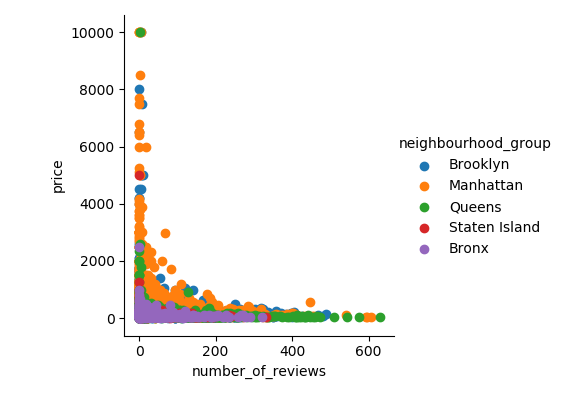 10000
8000
6000
4000
2000
0
price
0
200
400
600
number_of_reviews
neighbourhood_group
Brooklyn
Manhattan
Queens
Staten Island
Bronx